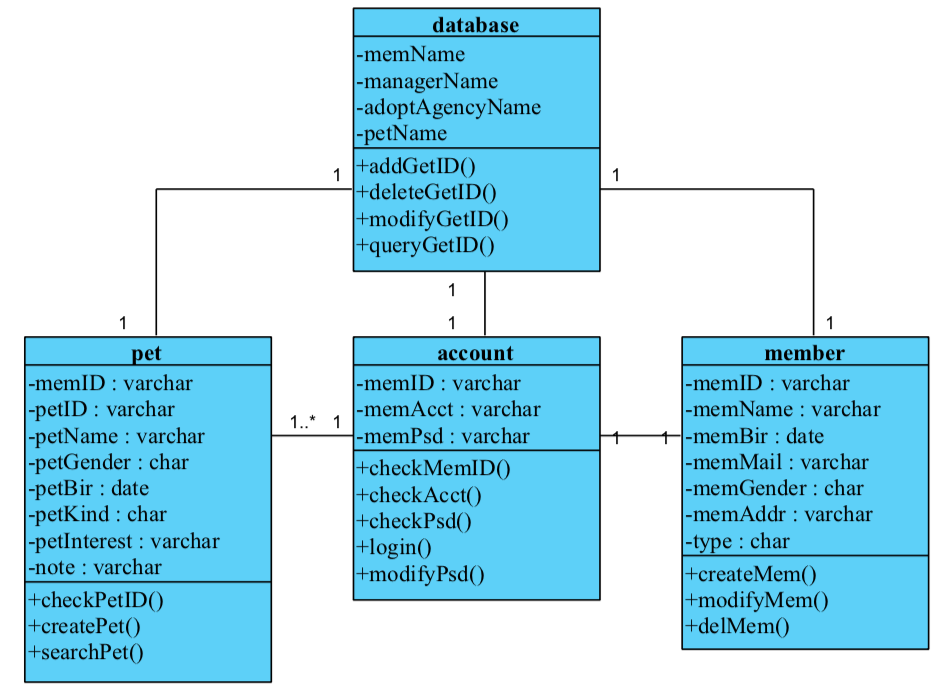 database
-memName
-managerName
-adoptAgencyName
-petName
+addGetID()
+deleteGetID()
+modifyGetID()
+queryGetID()
1
1
1
1
1
1
pet
-memID : varchar
-petID : varchar
-petName : varchar
-petGender : char
-petBir : date
-petKind : char
-petInterest : varchar
-note : varchar
+checkPetID()
+createPet()
+searchPet()
1..*
1
account
-memID : varchar
-memAcct : varchar
-memPsd : varchar
+checkMemID()
+checkAcct()
+checkPsd()
+login()
+modifyPsd()
1
1
member
-memID : varchar
-memName : varchar
-memBir : date
-memMail : varchar
-memGender : char
-memAddr : varchar
-type : char
+createMem()
+modifyMem()
+delMem()